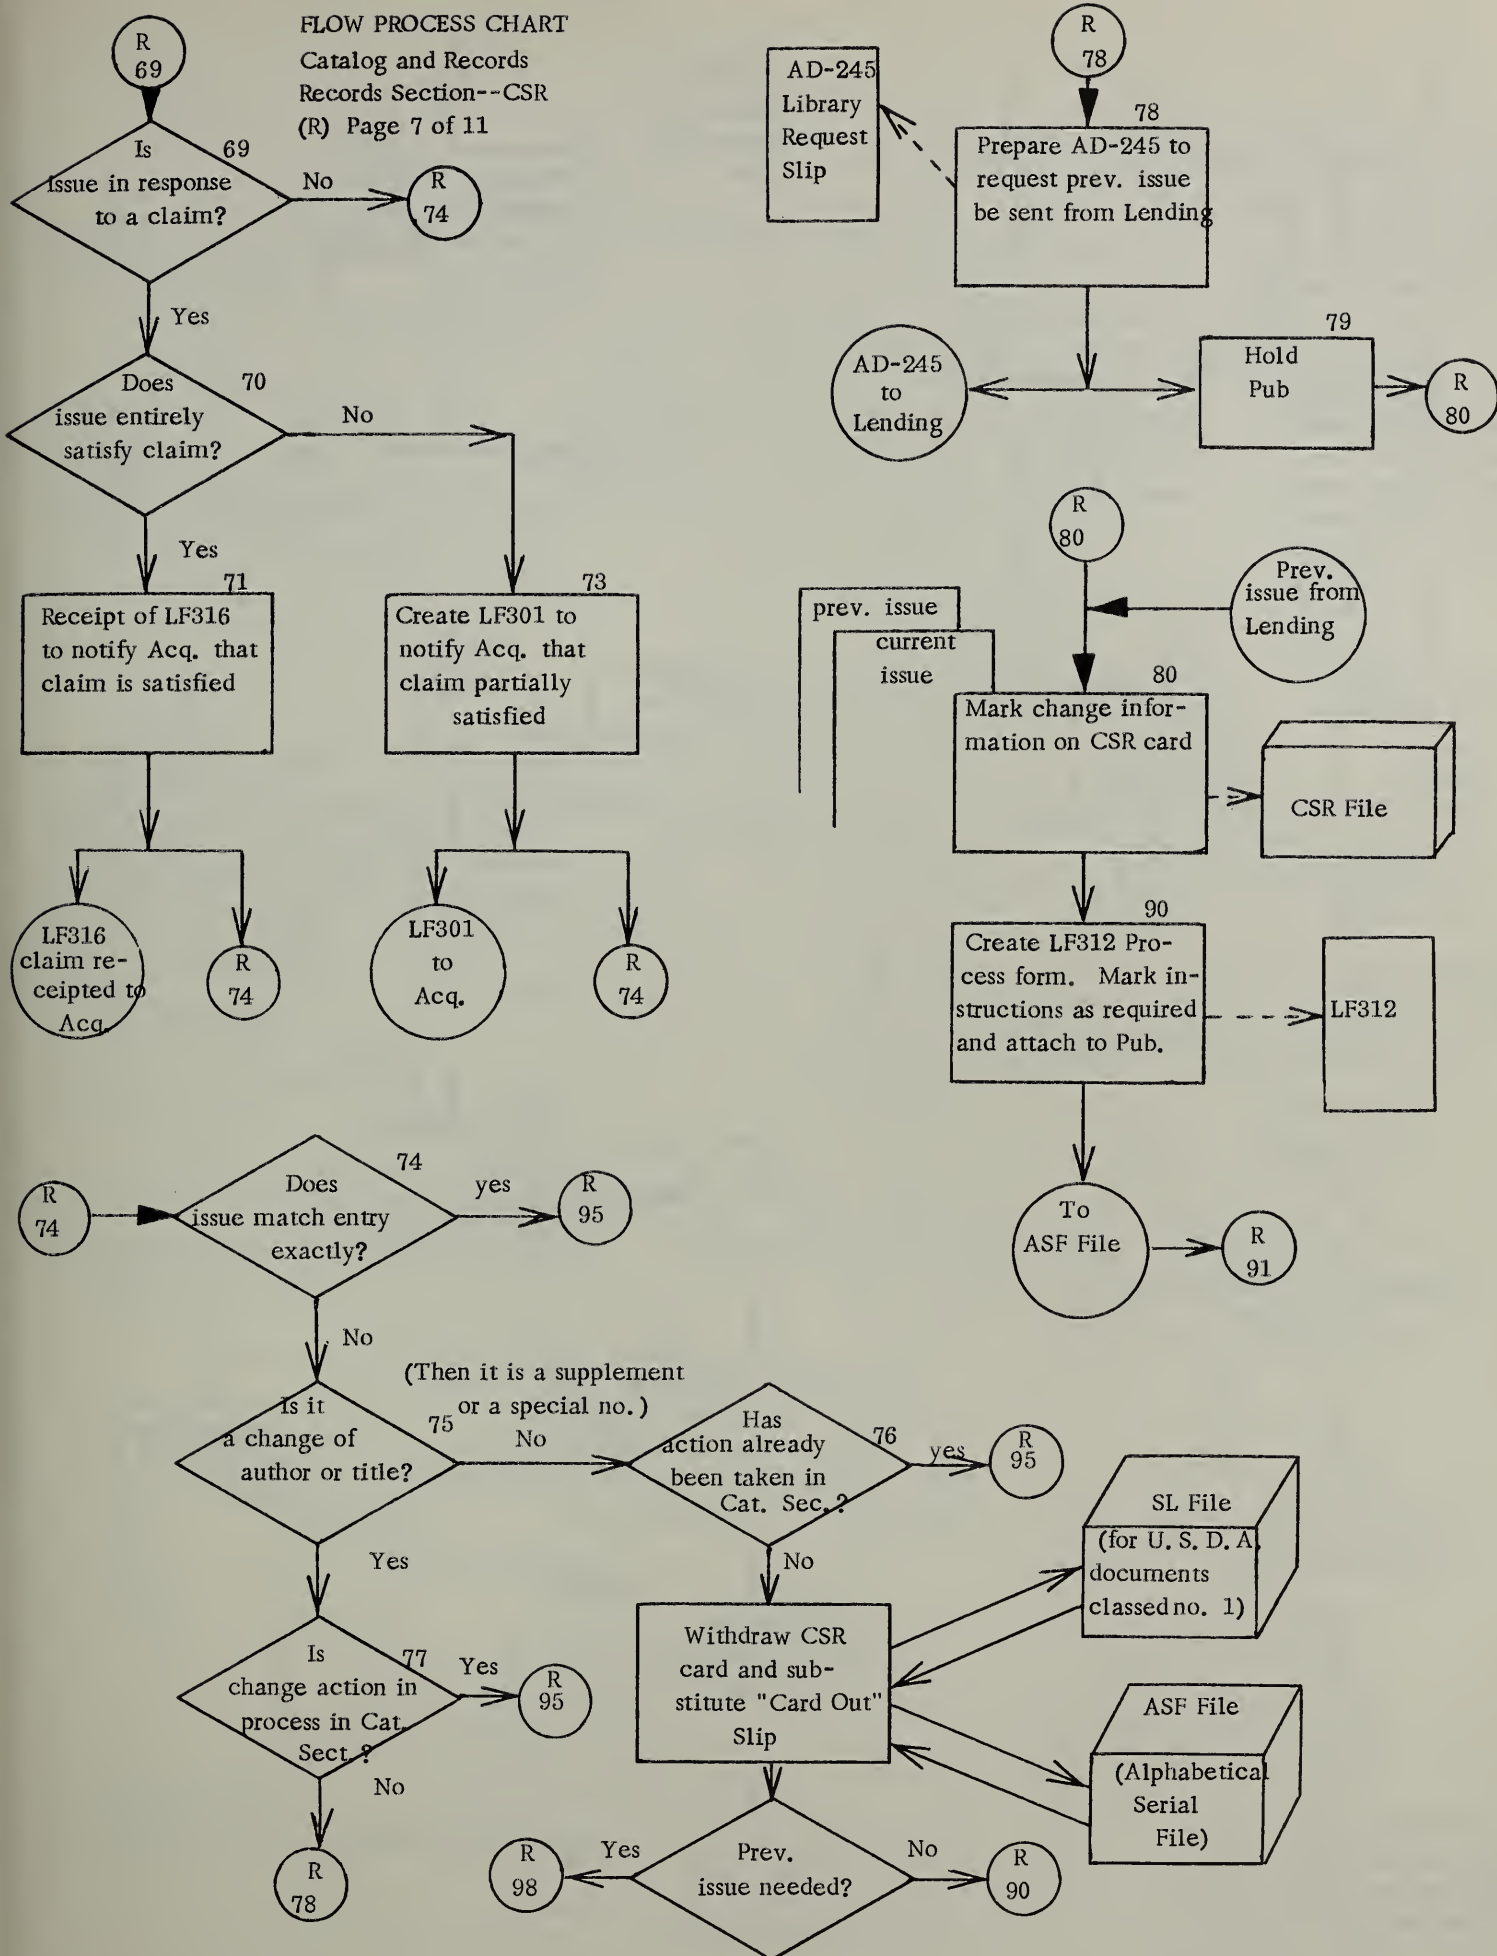 FLOW PROCESS CHART
Catalog and Records
Records Section--CSR
(R) Page 7 of 11
R
69
69
Is
issue in response
to a claim?
No
R
74
Yes
70
Does
issue entirely
satisfy claim?
No
Yes
71
Receipt of LF316
to notify Acq. that
claim is satisfied
73
Create LF301 to
notify Acq. that
claim partially
satisfied
LF316
claim re-
ceipted to
Acq.
R
74
LF301
to
Acq.
R
74
R
74
74
Does
issue match entry
exactly?
yes
R
95
No
Is it
a change of
author or title?
75
(Then it is a supplement
or a special no.)
No
Has
action already
been taken in
Cat. Sec.?
76
yes
R
95
Yes
No
Is
change action in
process in Cat.
Sect.?
77
Yes
R
95
No
R
78
Withdraw CSR
card and sub-
stitute "Card Out"
Slip
SL File
(for U. S. D. A.
documents
classed no. 1)
ASF File
(Alphabetical
Serial
File)
Prev.
issue needed?
Yes
R
98
No
R
90
R
78
AD-245
Library
Request
Slip
78
Prepare AD-245 to
request prev. issue
be sent from Lending
AD-245
to
Lending
79
Hold
Pub
R
80
R
80
Prev.
issue from
Lending
prev. issue
current
issue
80
Mark change infor-
mation on CSR card
CSR File
90
Create LF312 Pro-
cess form. Mark in-
structions as required
and attach to Pub.
LF312
To
ASF File
R
91